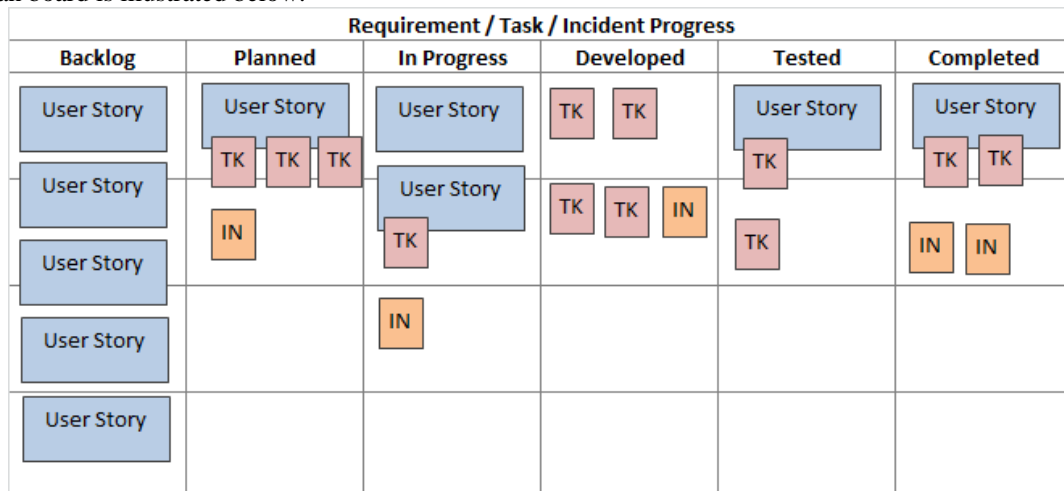 Requirement / Task / Incident Progress
Backlog Planned In Progress Developed Tested Completed
User Story User Story User Story TK TK User Story User Story
TK TK TK TK TK TK
User Story User Story TK TK IN
IN TK TK IN IN
User Story
IN
User Story
User Story